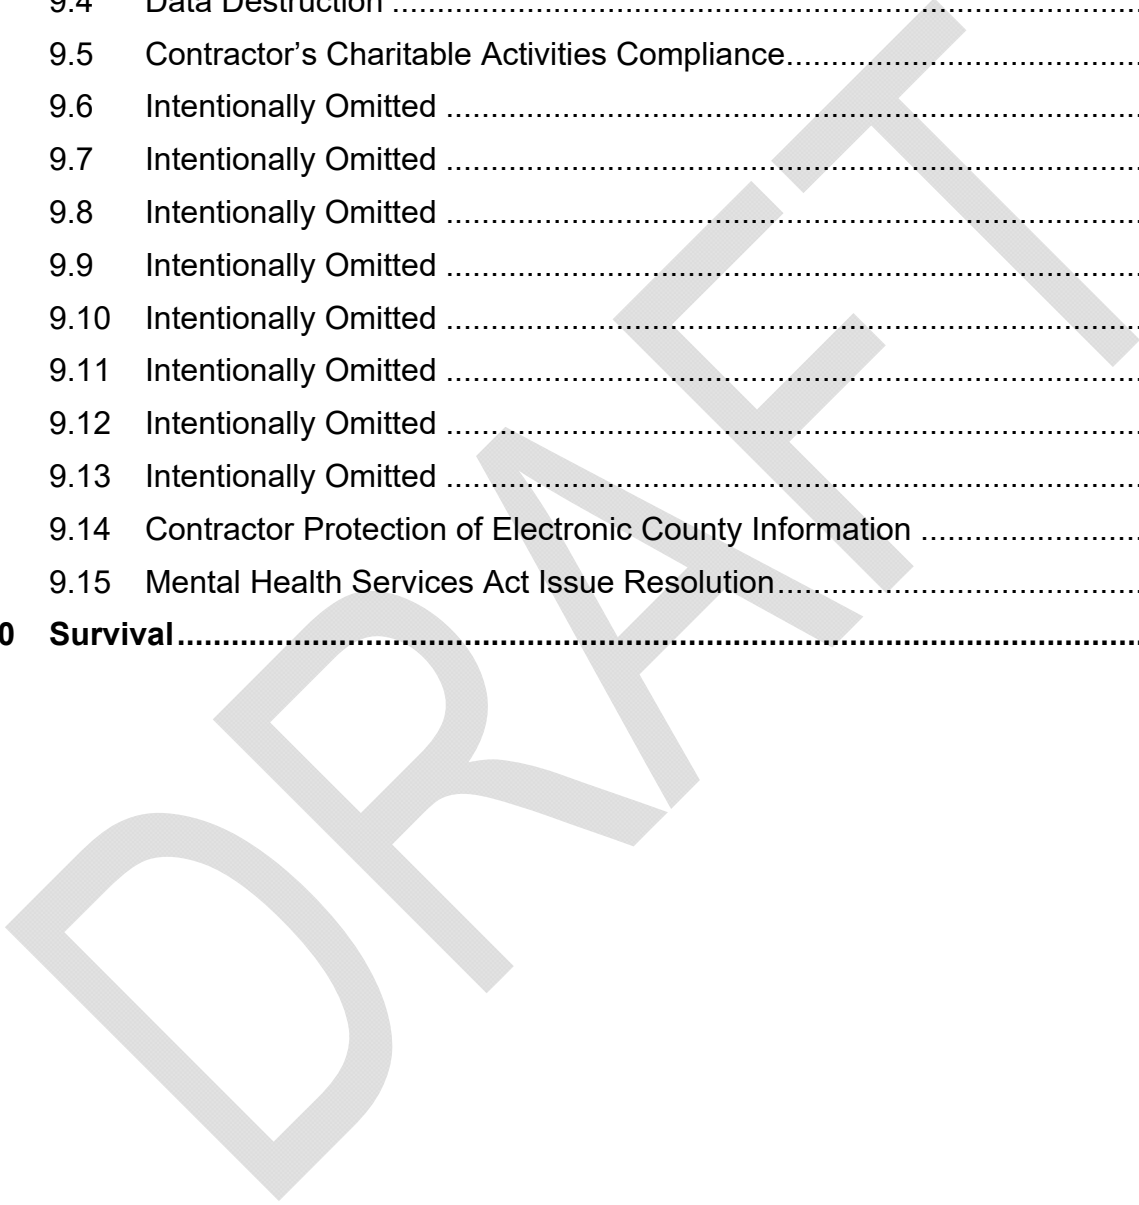 9.4 Data Destruction ....................................................................................
9.5 Contractor’s Charitable Activities Compliance.......................................
9.6 Intentionally Omitted .............................................................................
9.7 Intentionally Omitted .............................................................................
9.8 Intentionally Omitted .............................................................................
9.9 Intentionally Omitted .............................................................................
9.10 Intentionally Omitted .............................................................................
9.11 Intentionally Omitted .............................................................................
9.12 Intentionally Omitted .............................................................................
9.13 Intentionally Omitted .............................................................................
9.14 Contractor Protection of Electronic County Information ........................
9.15 Mental Health Services Act Issue Resolution........................................
0 Survival..........................................................................................................
DRAFT